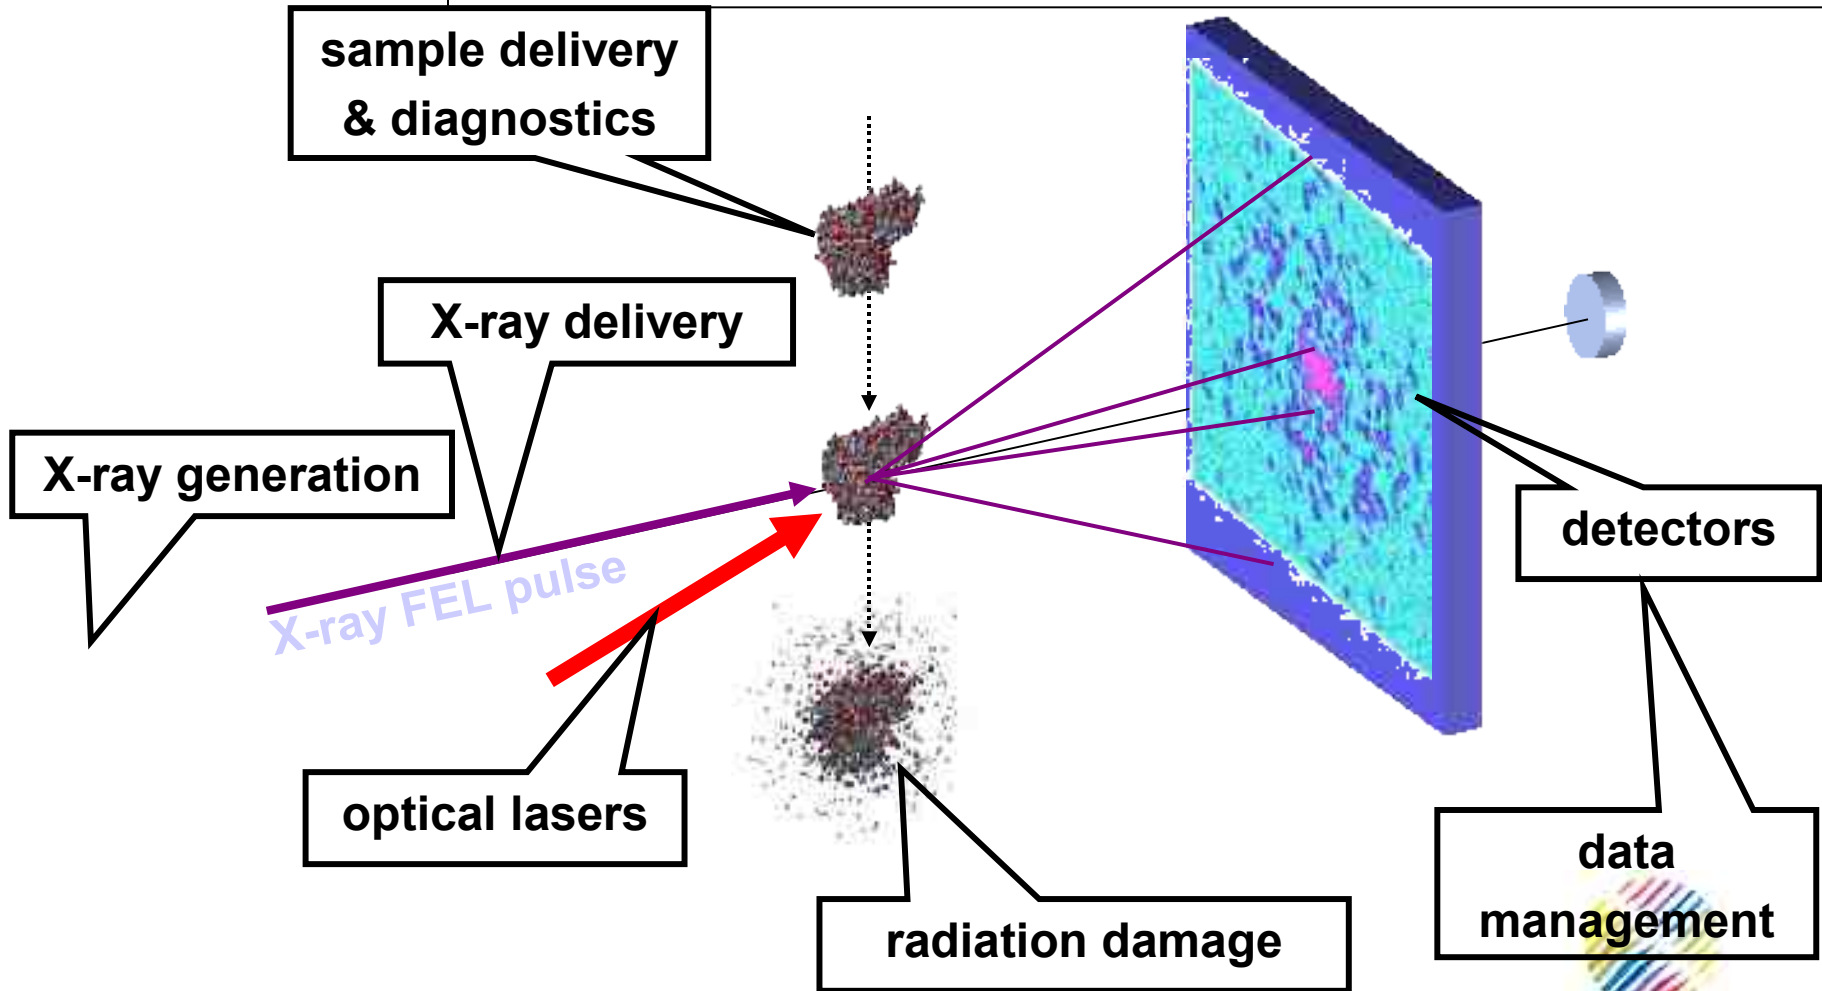 sample delivery
& diagnostics
X-ray delivery
X-ray generation
X-ray FEL pulse
detectors
optical lasers
data
management
radiation damage